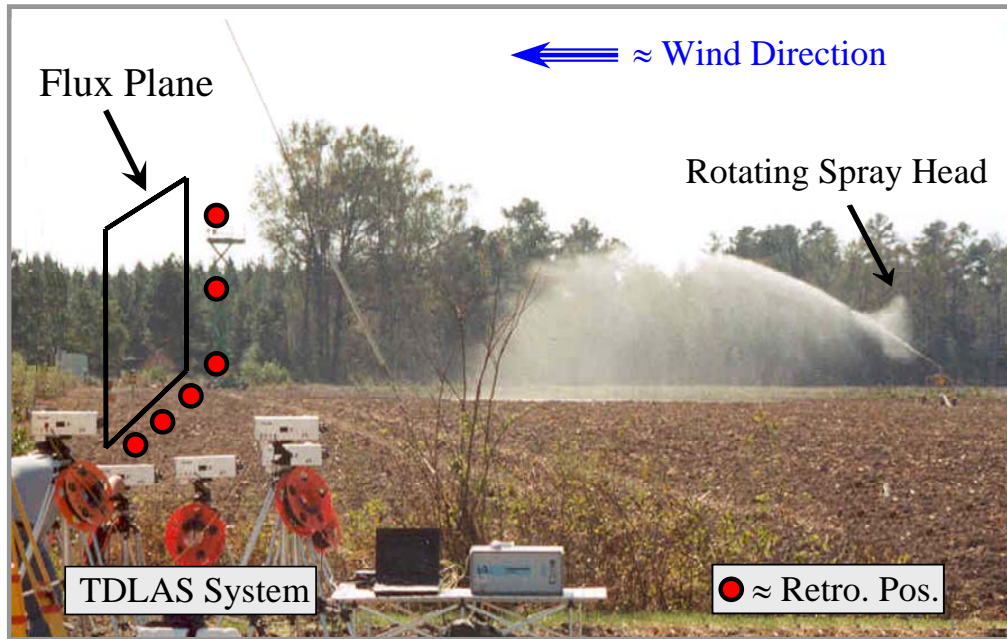 ≈ Wind Direction
Flux Plane
Rotating Spray Head
TDLAS System
≈ Retro. Pos.